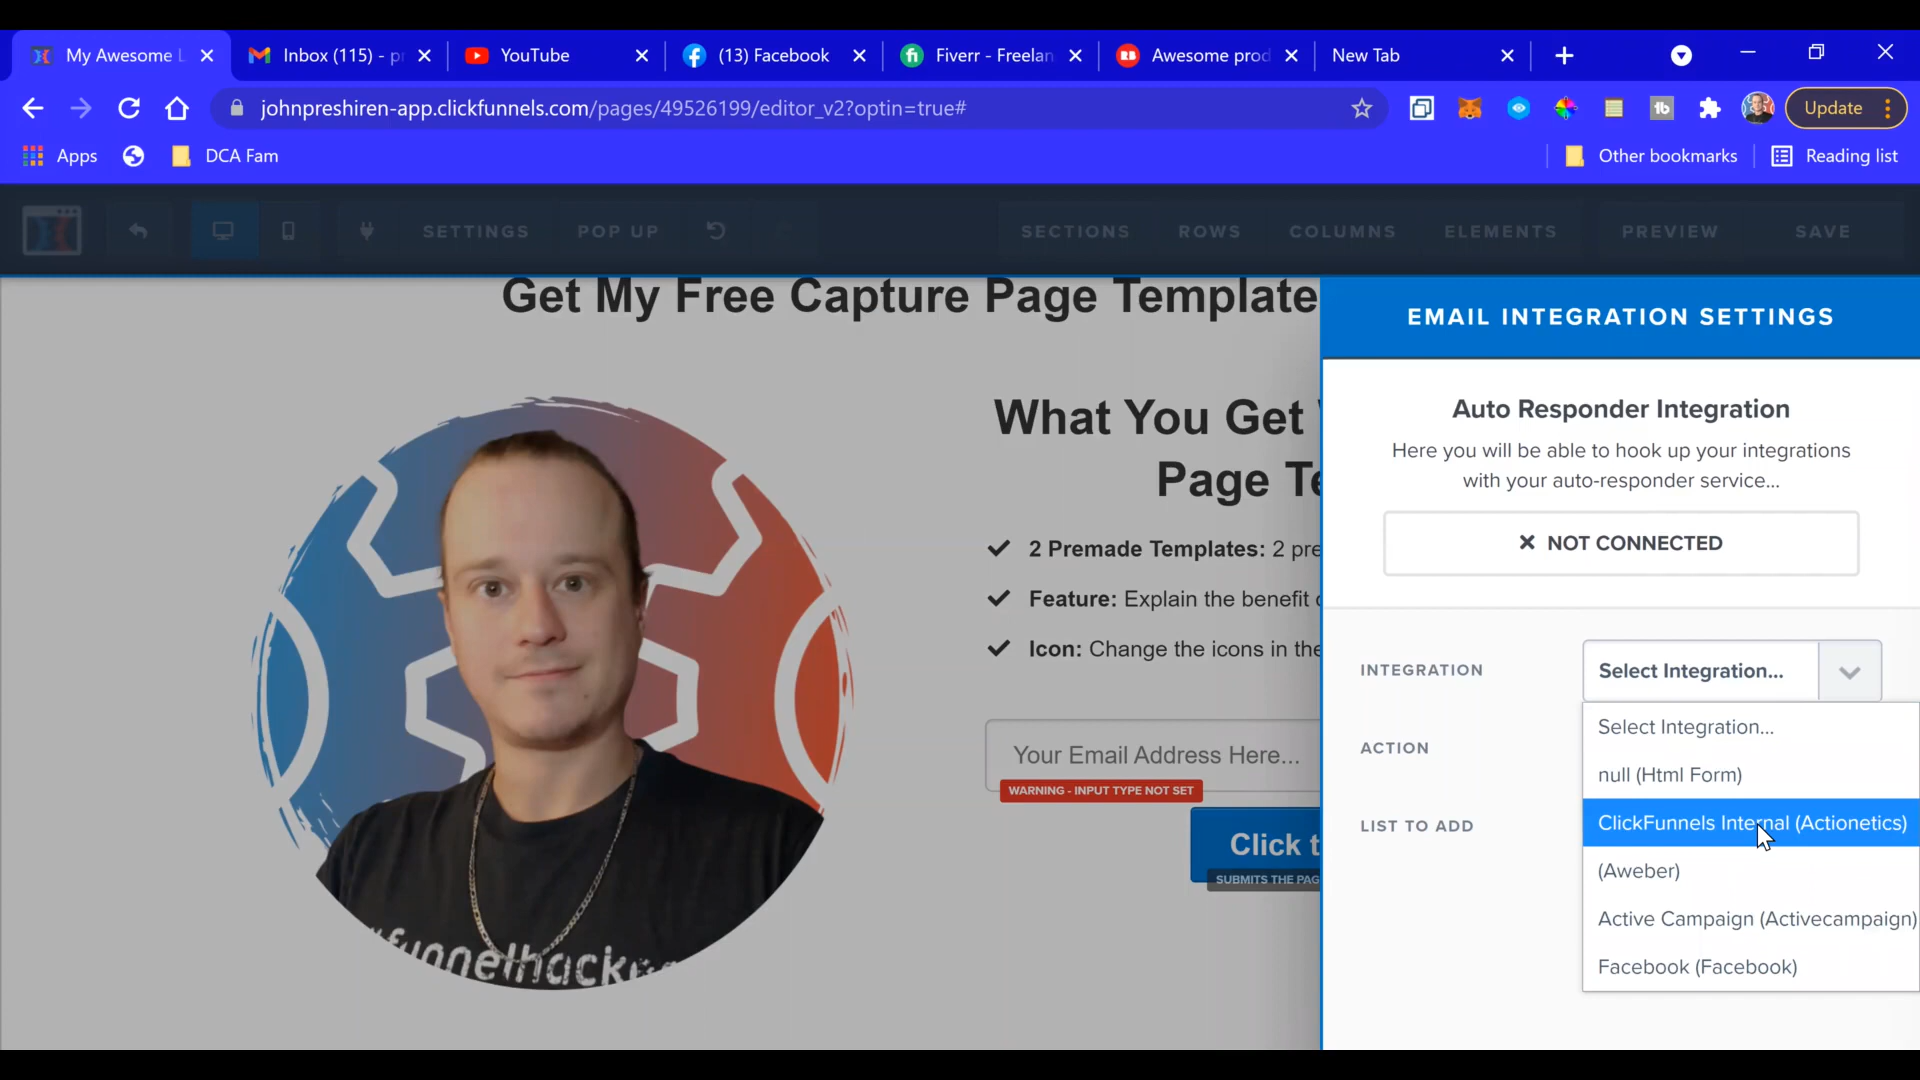 My Awesome L
Inbox (115) - pr
YouTube
(13) Facebook
Fiverr - Freelan
Awesome prod
New Tab
johnpreshiren-app.clickfunnels.com/pages/49526199/editor_v2?optin=true#
Update
Apps
DCA Fam
Other bookmarks
Reading list
SETTINGS
POP UP
SECTIONS
ROWS
COLUMNS
ELEMENTS
PREVIEW
SAVE
Get My Free Capture Page Template
What You Get
Page Te
2 Premade Templates: 2 pre
Feature: Explain the benefit o
Icon: Change the icons in the
Your Email Address Here...
WARNING - INPUT TYPE NOT SET
Click t
SUBMITS THE PAG
funnelhack
EMAIL INTEGRATION SETTINGS
Auto Responder Integration
Here you will be able to hook up your integrations
with your auto-responder service...
NOT CONNECTED
INTEGRATION
Select Integration...
Select Integration...
null (Html Form)
ACTION
ClickFunnels Internal (Actionetics)
LIST TO ADD
(Aweber)
Active Campaign (Activecampaign)
Facebook (Facebook)